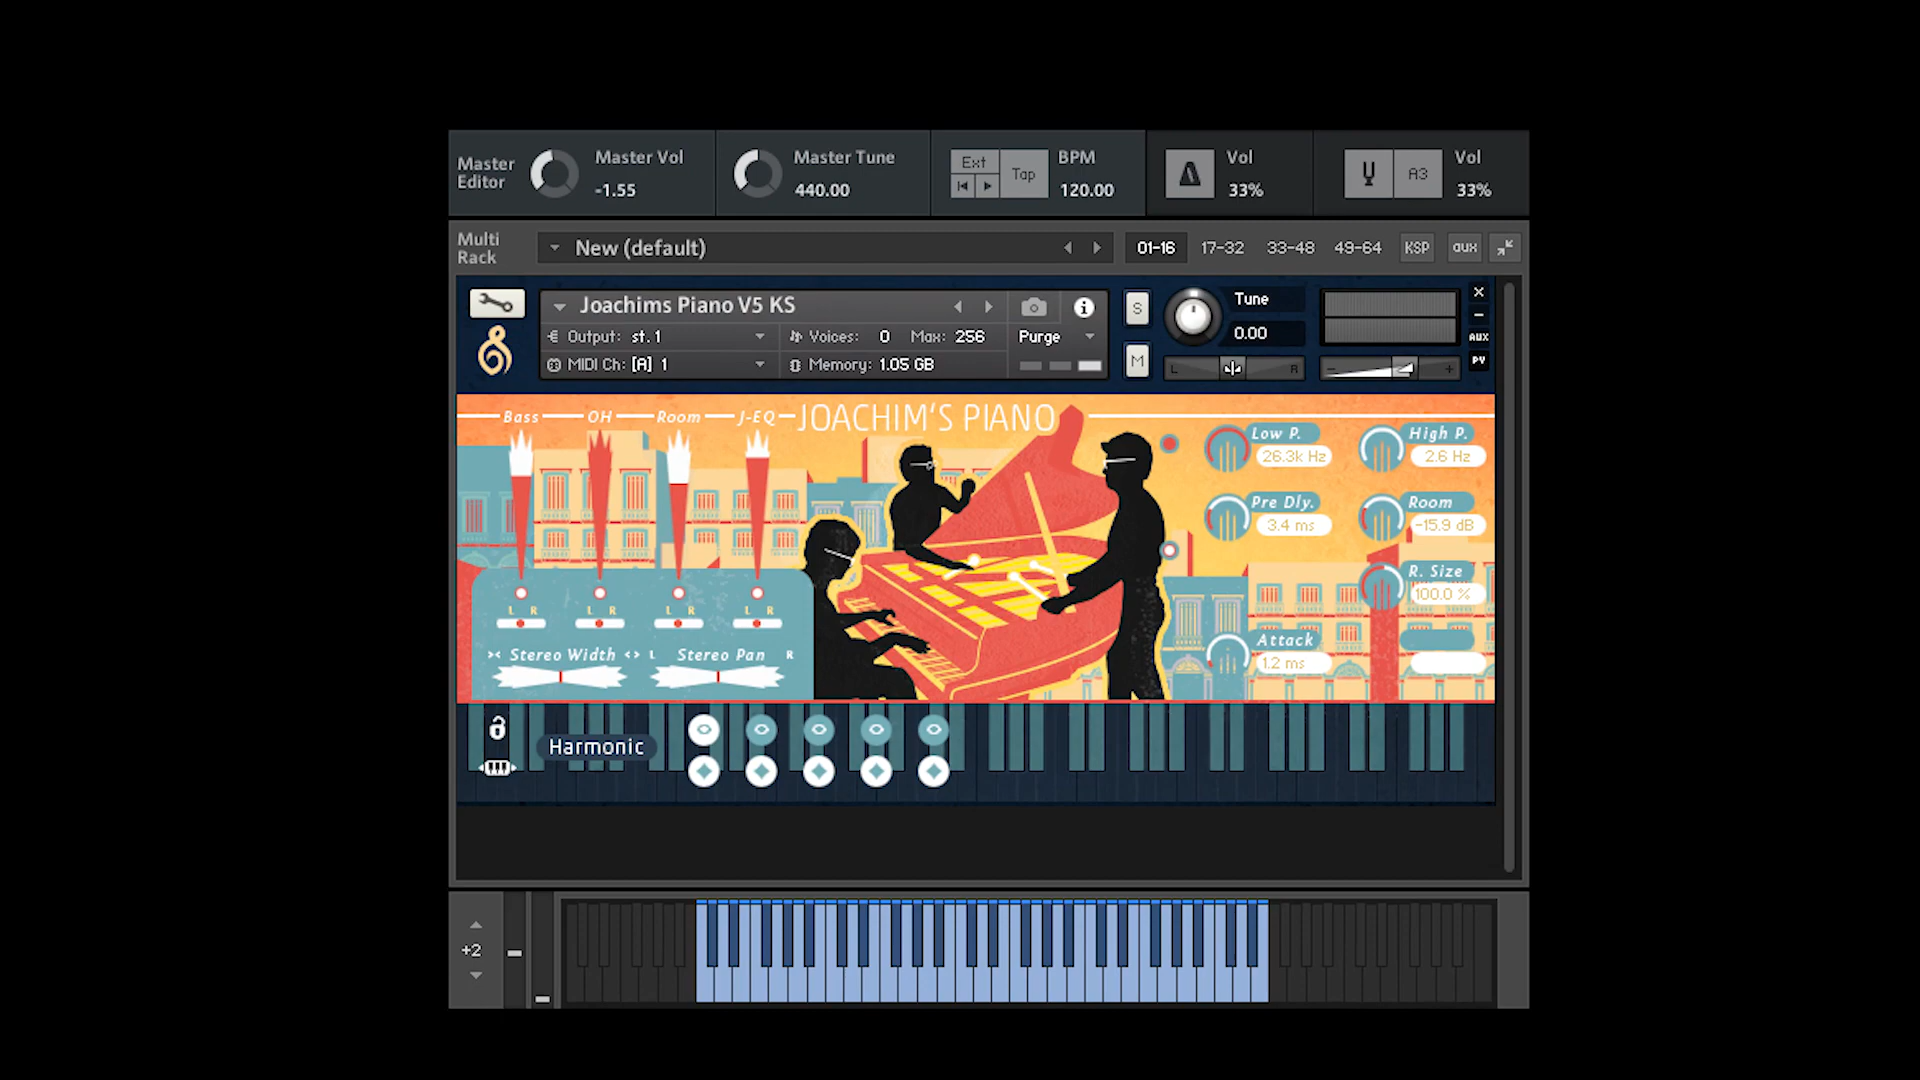 Master Editor
Master Vol
-1.55
Master Tune
440.00
Ext
Tap
BPM
120.00
Vol
33%
A3
Vol
33%
Multi Rack
New (default)
01-16 17-32 33-48 49-64 KSP aux
Joachims Piano V5 KS
Output: st. 1
Voices: 0 Max: 256
Purge
MIDI Ch: [A] 1
Memory: 1.05 GB
S
M
Tune
0.00
L R
- +
X
AUX
PV
Bass OH Room J-EQ JOACHIM'S PIANO
Low P.
26.3k Hz
High P.
2.6 Hz
Pre Dly.
3.4 ms
Room
-15.9 dB
R. Size
100.0 %
Attack
1.2 ms
L R L R L R L R
>< Stereo Width <> L Stereo Pan R
Harmonic
+2